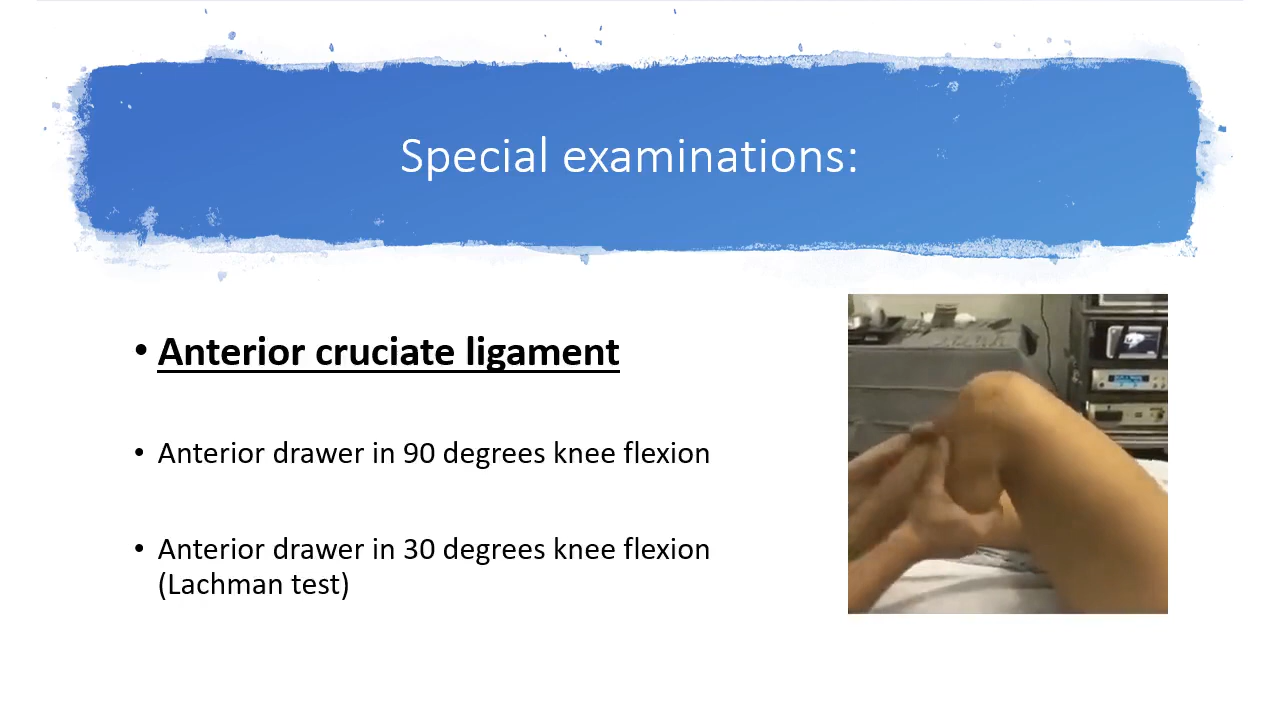 Special examinations:
• Anterior cruciate ligament
• Anterior drawer in 90 degrees knee flexion
• Anterior drawer in 30 degrees knee flexion
(Lachman test)